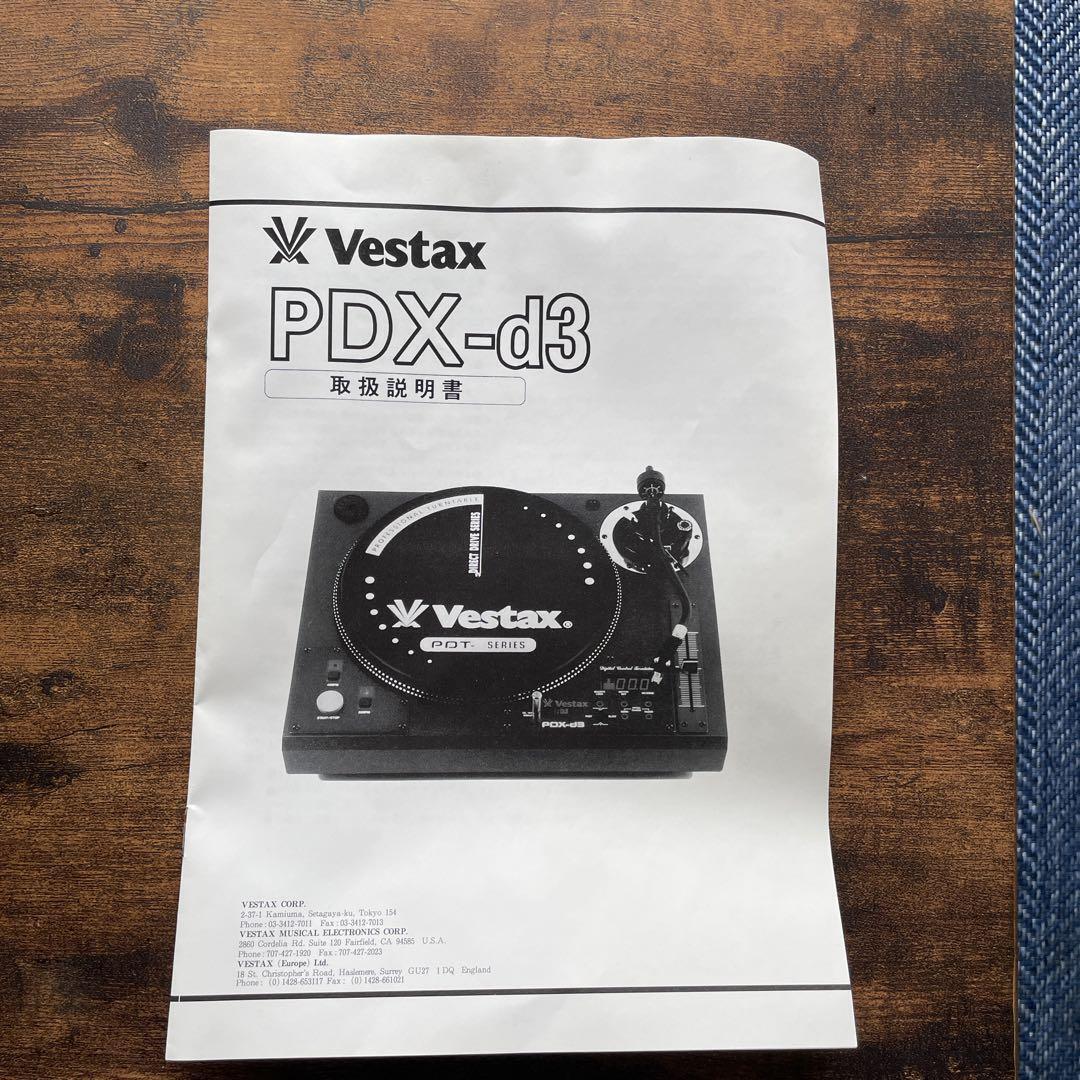 Vestax
PDX-d3
取扱説明書
PROFESSIONAL TURNTABLE
DIRECT DRIVE SERIES
Vestax®
PDT- SERIES
Digital Control Turntable
START/STOP
Vestax
PDX-d3
VESTAX CORP.
2-37-1 Kamiuma, Setagaya-ku, Tokyo 154
Phone : 03-3412-7011 Fax : 03-3412-7013
VESTAX MUSICAL ELECTRONICS CORP.
2860 Cordelia Rd. Suite 120 Fairfield, CA 94585 U.S.A.
Phone : 707-427-1920 Fax : 707-427-2023
VESTAX (Europe) Ltd.
18 St. Christopher's Road, Haslemere, Surrey GU27 1DQ England
Phone : (0) 1428-653117 Fax : (0) 1428-661021